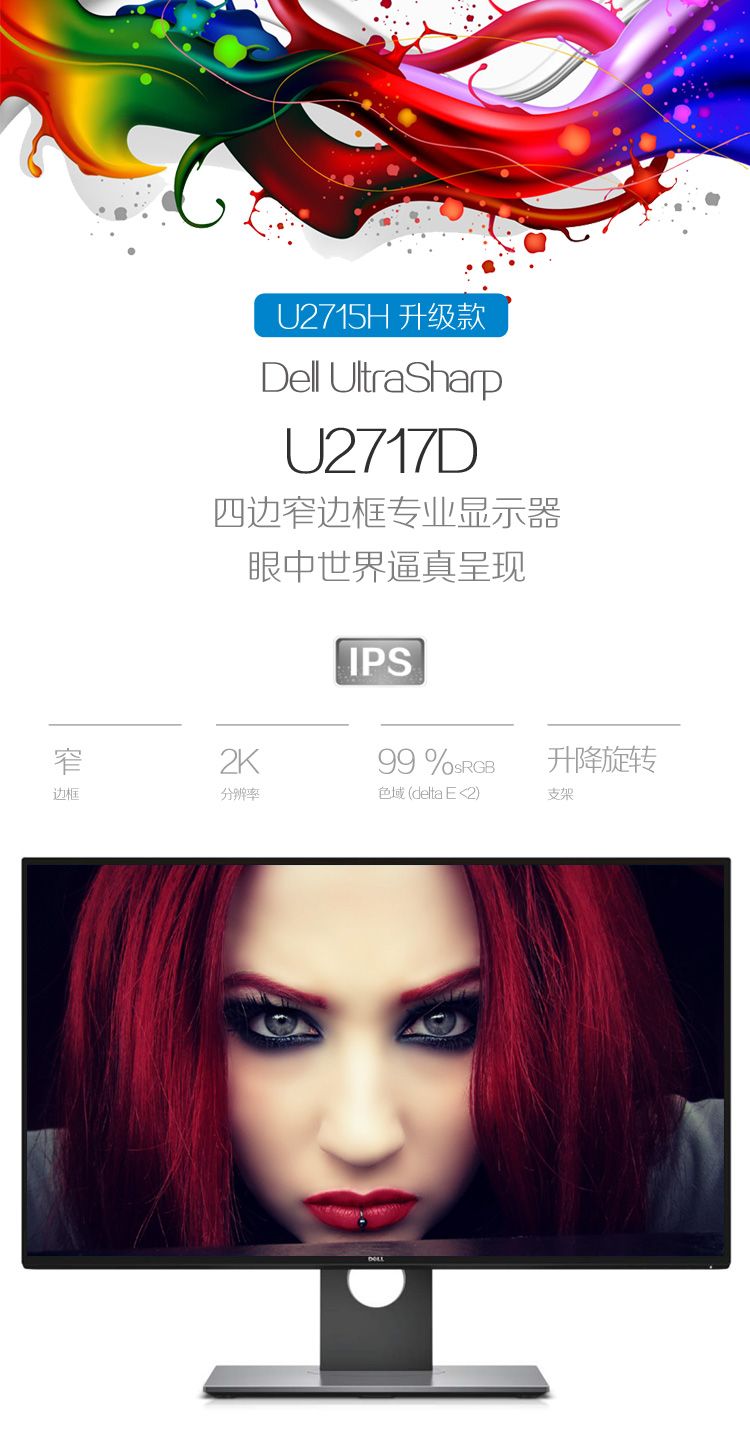 U2715H 升级款
Dell UltraSharp
U2717D
四边窄边框专业显示器
眼中世界逼真呈现
IPS
窄
边框
2K
分辨率
99 %sRGB
色域 (delta E <2)
升降旋转
支架
DELL